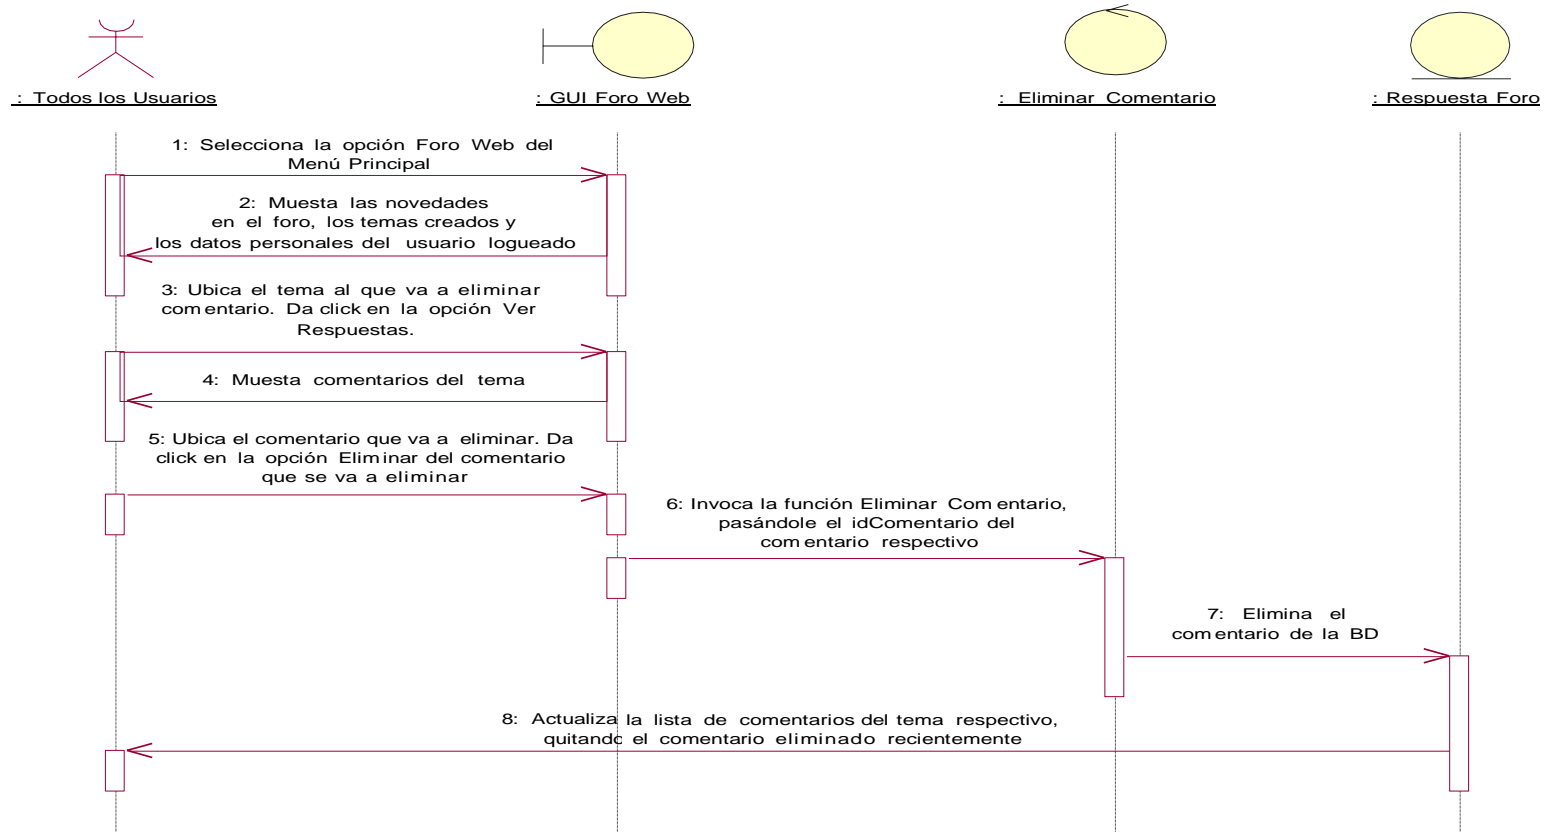 : Todos los Usuarios
: GUI Foro Web
: Eliminar Comentario
: Respuesta Foro
1: Selecciona la opción Foro Web del
Menú Principal
2: Muesta las novedades
en el foro, los temas creados y
los datos personales del usuario logueado
3: Ubica el tema al que va a eliminar
comentario. Da click en la opción Ver
Respuestas.
4: Muesta comentarios del tema
5: Ubica el comentario que va a eliminar. Da
click en la opción Eliminar del comentario
que se va a eliminar
6: Invoca la función Eliminar Comentario,
pasándole el idComentario del
comentario respectivo
7: Elimina el
comentario de la BD
8: Actualiza la lista de comentarios del tema respectivo,
quitando el comentario eliminado recientemente